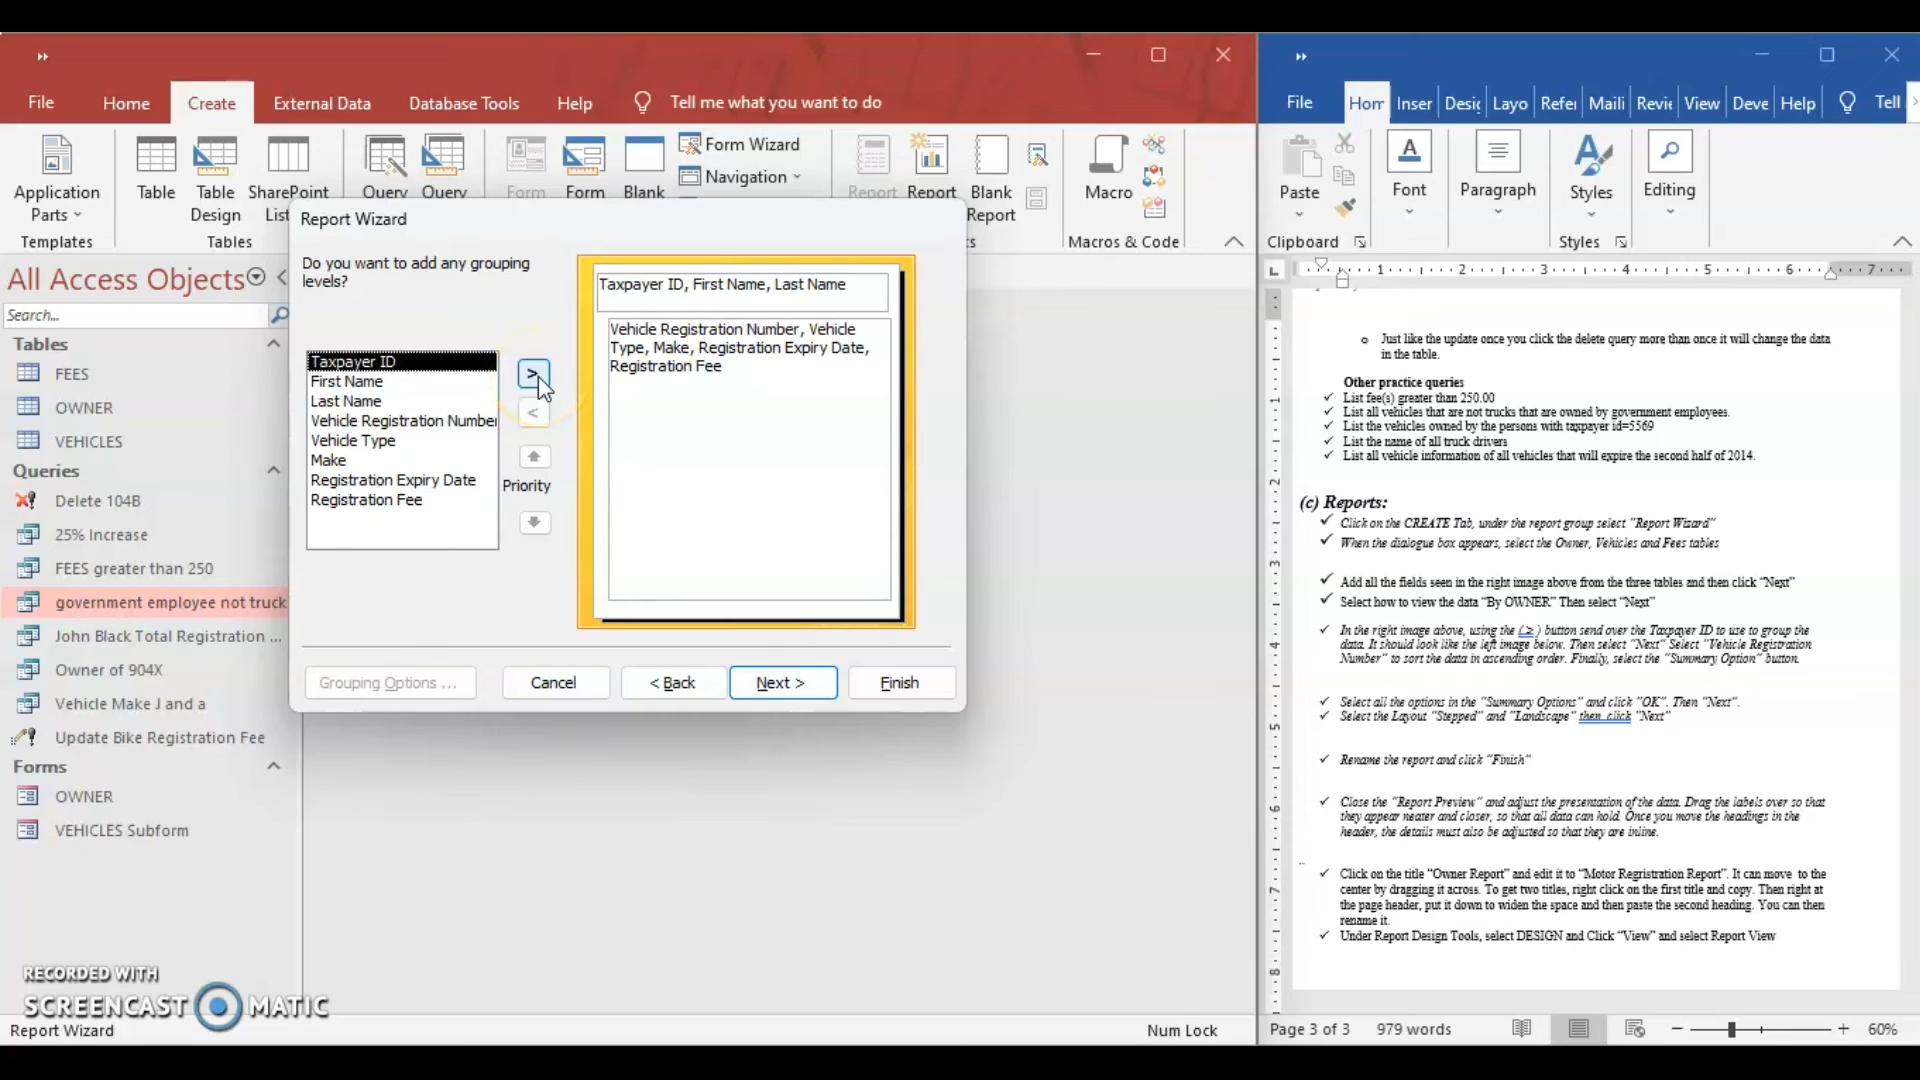 File
Home
Create
External Data
Database Tools
Help
Tell me what you want to do
Application
Parts
Templates
Table
Table
Design
SharePoint
Tables
Query
Query
Form
Form
Blank
Form Wizard
Navigation
Report
Report
Blank
Report
Macro
Macros & Code
All Access Objects
Search...
Tables
FEES
OWNER
VEHICLES
Queries
Delete 104B
25% Increase
FEES greater than 250
government employee not truck
John Black Total Registration ...
Owner of 904X
Vehicle Make J and a
Update Bike Registration Fee
Forms
OWNER
VEHICLES Subform
Report Wizard
Do you want to add any grouping
levels?
Taxpayer ID
First Name
Last Name
Vehicle Registration Number
Vehicle Type
Make
Registration Expiry Date
Registration Fee
>
<
Priority
Taxpayer ID, First Name, Last Name
Vehicle Registration Number, Vehicle
Type, Make, Registration Expiry Date,
Registration Fee
Grouping Options ...
Cancel
< Back
Next >
Finish
RECORDED WITH
SCREENCAST MATIC
Report Wizard
Num Lock
File
Hom
Inser
Desig
Layo
Refer
Maili
Revie
View
Deve
Help
Tell
Paste
Clipboard
Font
Paragraph
Styles
Styles
Editing
1 2 3 4 5 6 7
o Just like the update once you click the delete query more than once it will change the data
in the table.
Other practice queries
✓ List fee(s) greater than 250.00
✓ List all vehicles that are not trucks that are owned by government employees.
✓ List the vehicles owned by the persons with taxpayer id=5569
✓ List the name of all truck drivers
✓ List all vehicle information of all vehicles that will expire the second half of 2014.
(c) Reports:
✓ Click on the CREATE Tab, under the report group select "Report Wizard"
✓ When the dialogue box appears, select the Owner, Vehicles and Fees tables
✓ Add all the fields seen in the right image above from the three tables and then click "Next"
✓ Select how to view the data "By OWNER" Then select "Next"
✓ In the right image above, using the (>) button send over the Taxpayer ID to use to group the
data. It should look like the left image below. Then select "Next" Select "Vehicle Registration
Number" to sort the data in ascending order. Finally, select the "Summary Option" button.
✓ Select all the options in the "Summary Options" and click "OK". Then "Next".
✓ Select the Layout "Stepped" and "Landscape" then click "Next"
✓ Rename the report and click "Finish"
✓ Close the "Report Preview" and adjust the presentation of the data. Drag the labels over so that
they appear neater and closer, so that all data can hold. Once you move the headings in the
header, the details must also be adjusted so that they are inline.
✓ Click on the title "Owner Report" and edit it to "Motor Regristration Report". It can move to the
center by dragging it across. To get two titles, right click on the first title and copy. Then right at
the page header, put it down to widen the space and then paste the second heading. You can then
rename it.
✓ Under Report Design Tools, select DESIGN and Click "View" and select Report View
Page 3 of 3
979 words
60%